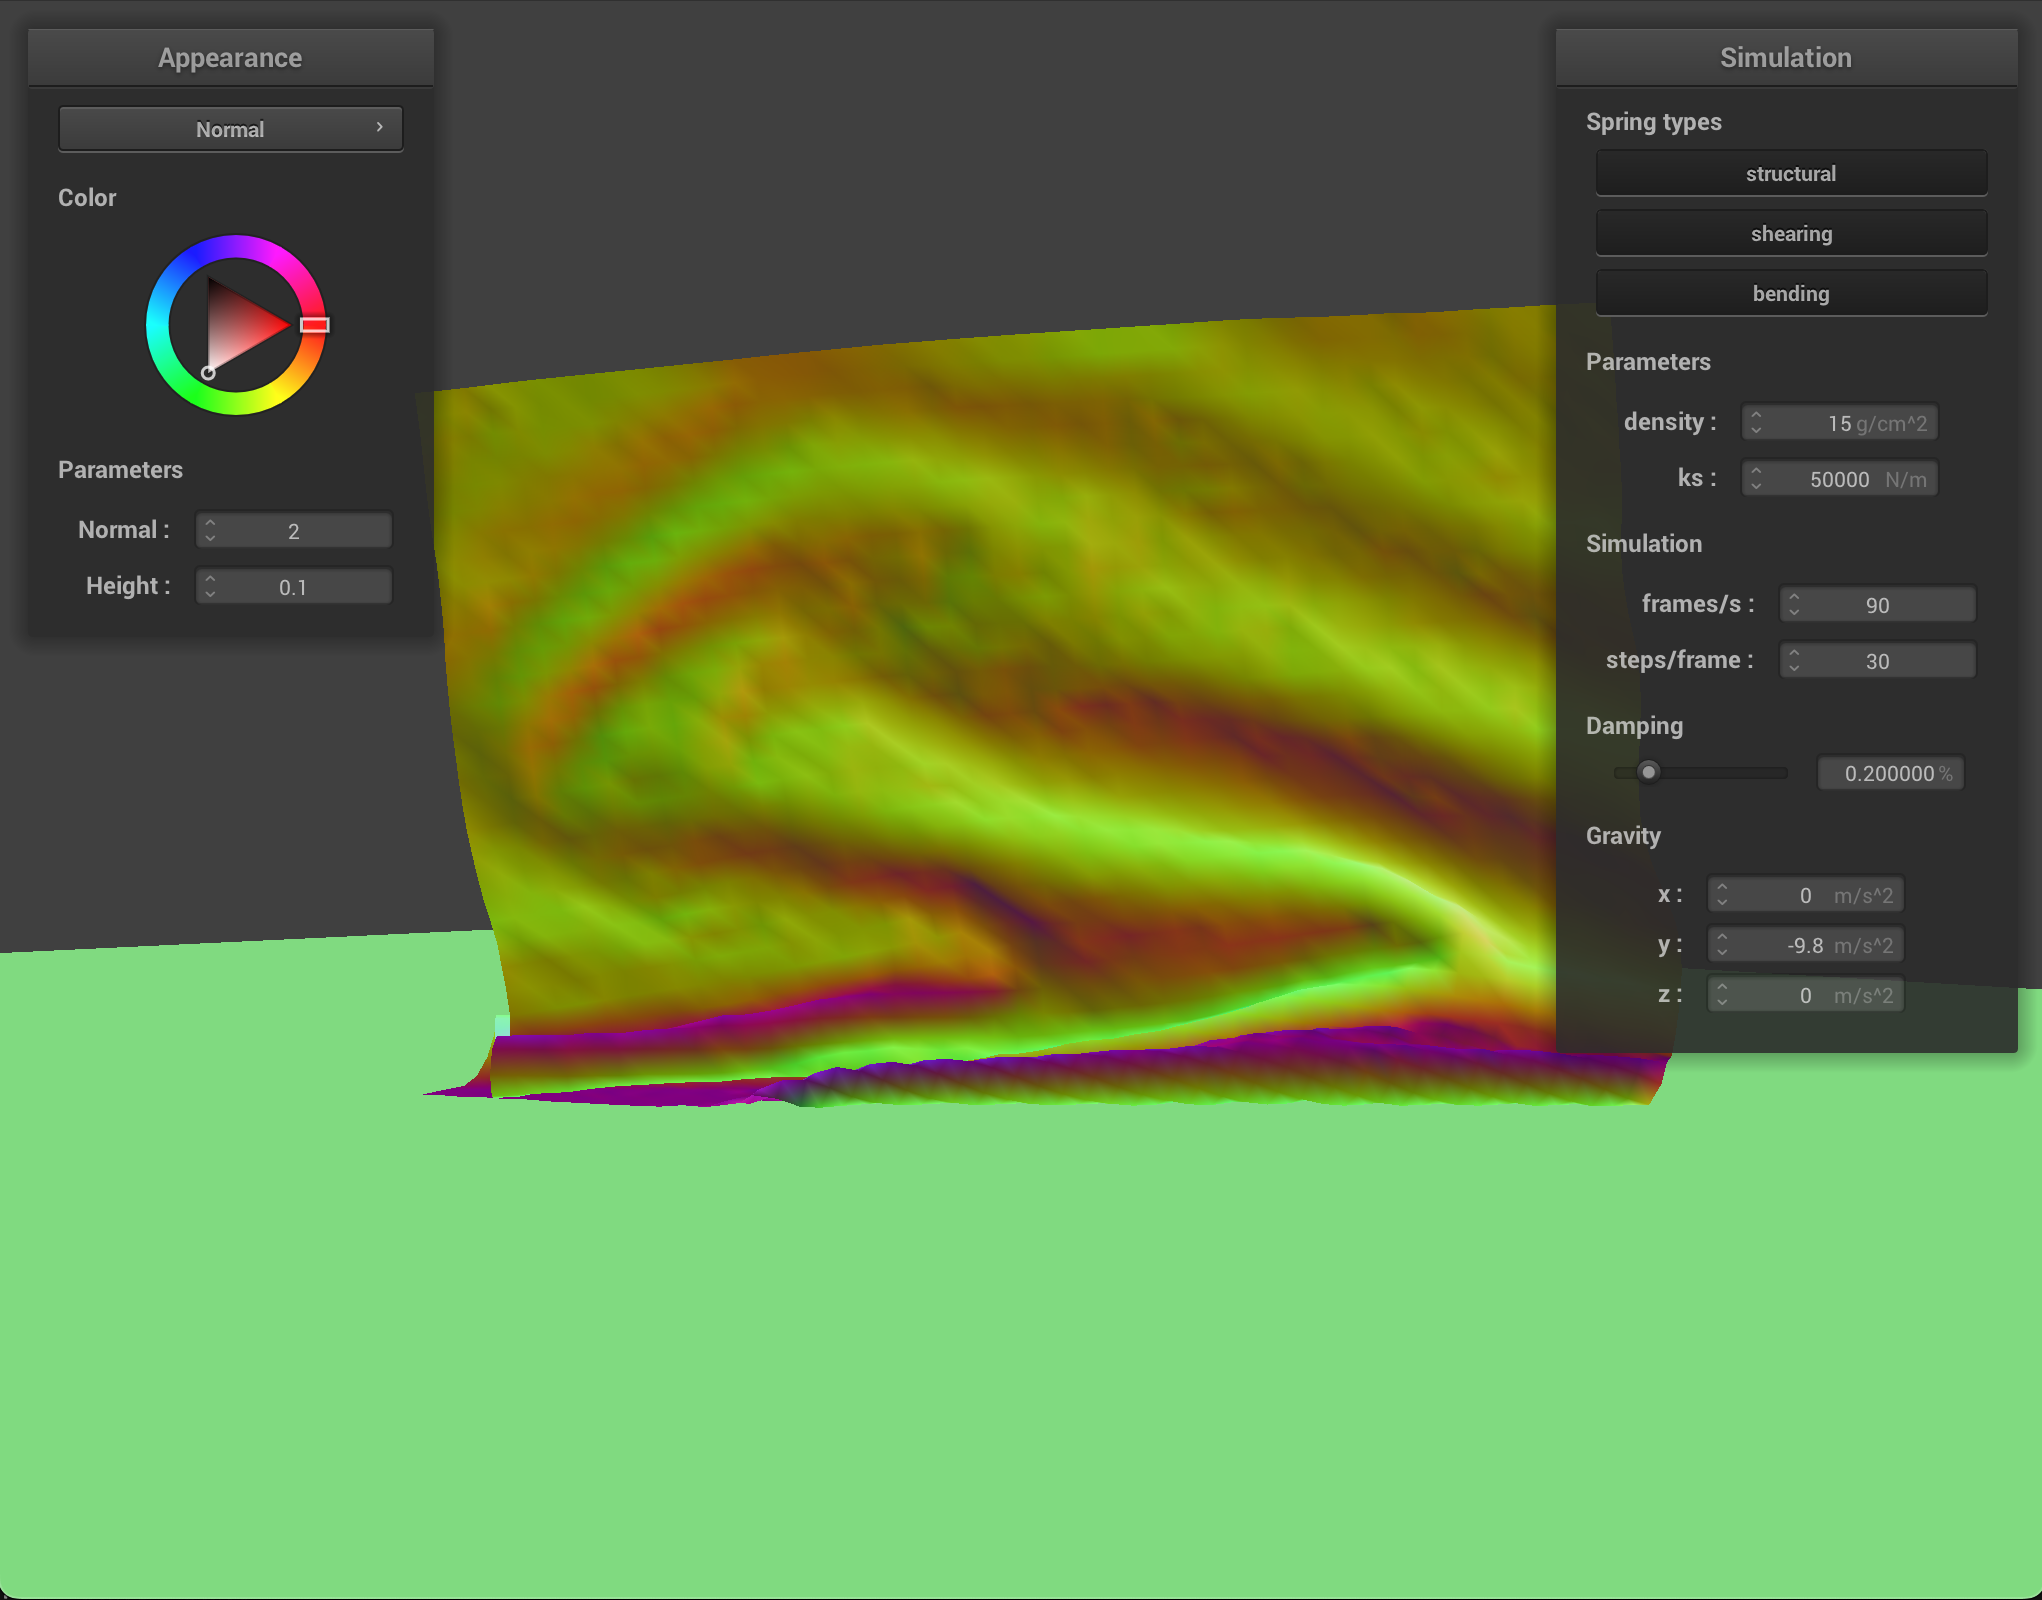 Appearance
Normal
Color
Parameters
Normal : 2
Height : 0.1
Simulation
Spring types
structural
shearing
bending
Parameters
density : 15 g/cm^2
ks : 50000 N/m
Simulation
frames/s : 90
steps/frame : 30
Damping
0.200000 %
Gravity
x : 0 m/s^2
y : -9.8 m/s^2
z : 0 m/s^2